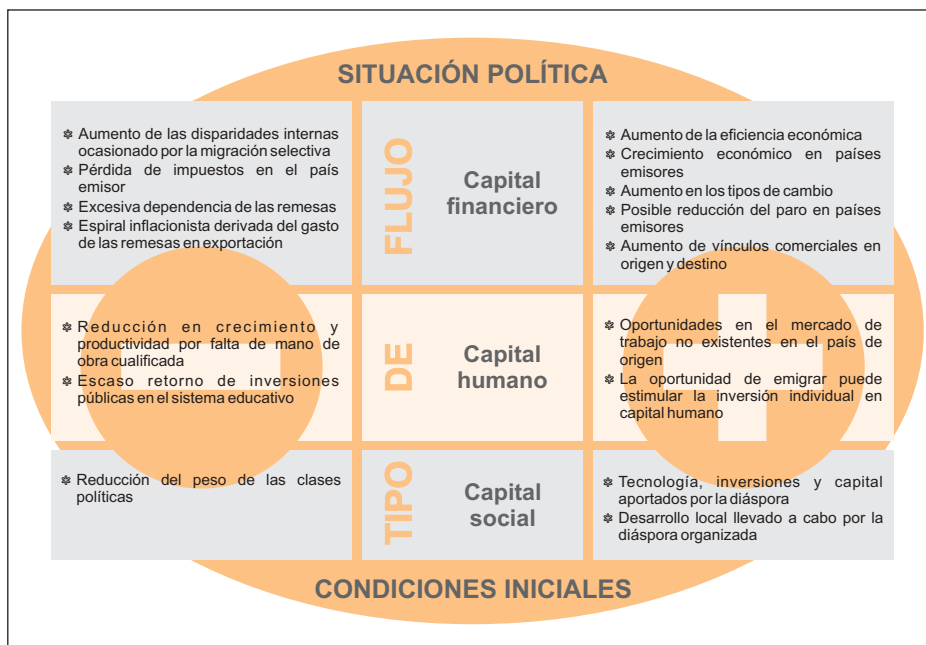 SITUACIÓN POLÍTICA
✵ Aumento de las disparidades internas
ocasionado por la migración selectiva
✵ Pérdida de impuestos en el país
emisor
✵ Excesiva dependencia de las remesas
✵ Espiral inflacionista derivada del gasto
de las remesas en exportación
FLUJO
Capital
financiero
✵ Aumento de la eficiencia económica
✵ Crecimiento económico en países
emisores
✵ Aumento en los tipos de cambio
✵ Posible reducción del paro en países
emisores
✵ Aumento de vínculos comerciales en
origen y destino
✵ Reducción en crecimiento y
productividad por falta de mano de
obra cualificada
✵ Escaso retorno de inversiones
públicas en el sistema educativo
DE
Capital
humano
✵ Oportunidades en el mercado de
trabajo no existentes en el país de
origen
✵ La oportunidad de emigrar puede
estimular la inversión individual en
capital humano
✵ Reducción del peso de las clases
políticas
TIPO
Capital
social
✵ Tecnología, inversiones y capital
aportados por la diáspora
✵ Desarrollo local llevado a cabo por la
diáspora organizada
CONDICIONES INICIALES